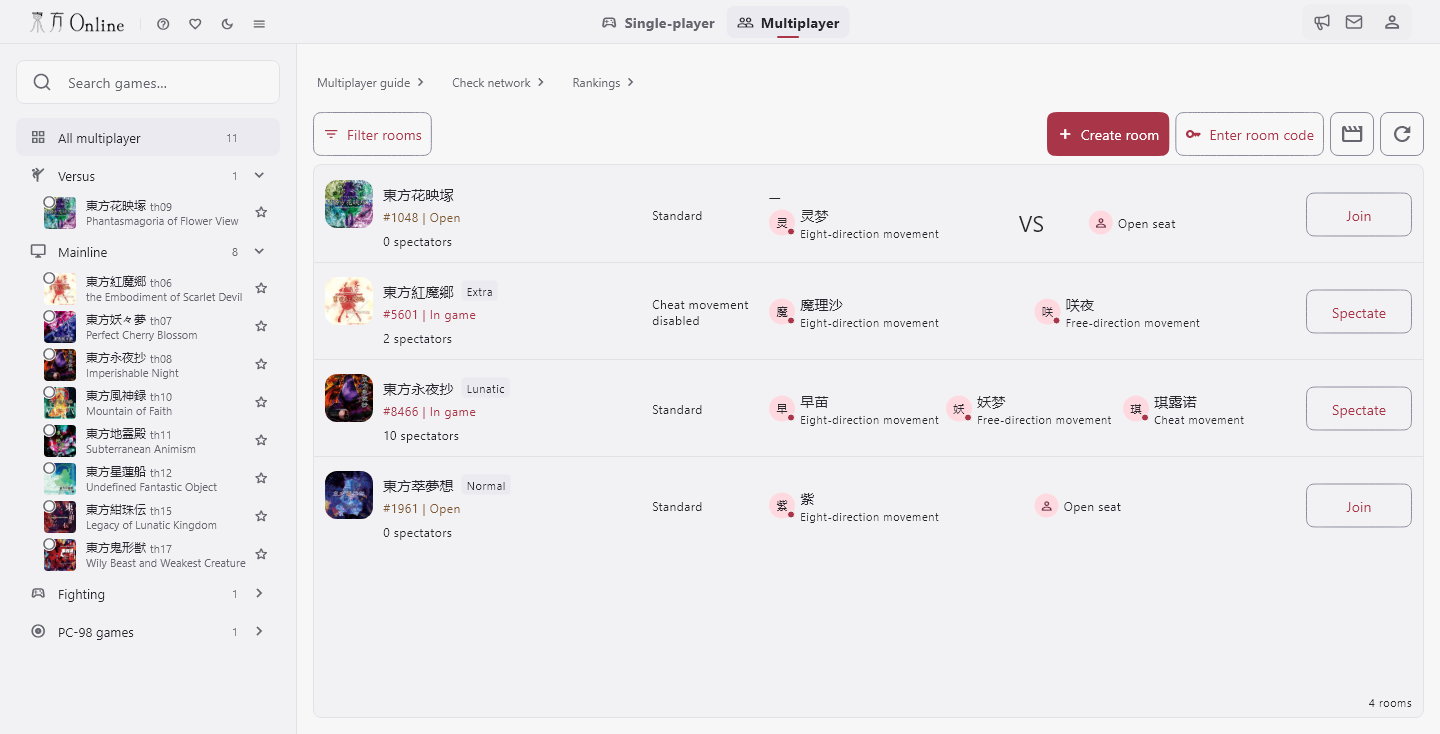 東方 Online
Single-player
Multiplayer
Search games...
All multiplayer 11
Versus 1
東方花映塚 th09
Phantasmagoria of Flower View
Mainline 8
東方紅魔郷 th06
the Embodiment of Scarlet Devil
東方妖々夢 th07
Perfect Cherry Blossom
東方永夜抄 th08
Imperishable Night
東方風神録 th10
Mountain of Faith
東方地霊殿 th11
Subterranean Animism
東方星蓮船 th12
Undefined Fantastic Object
東方紺珠伝 th15
Legacy of Lunatic Kingdom
東方鬼形獣 th17
Wily Beast and Weakest Creature
Fighting 1
PC-98 games 1
Multiplayer guide
Check network
Rankings
Filter rooms
Create room
Enter room code
東方花映塚
#1048 | Open
0 spectators
Standard
—
灵
灵梦
Eight-direction movement
VS
Open seat
Join
東方紅魔郷 Extra
#5601 | In game
2 spectators
Cheat movement
disabled
魔
魔理沙
Eight-direction movement
咲
咲夜
Free-direction movement
Spectate
東方永夜抄 Lunatic
#8466 | In game
10 spectators
Standard
早
早苗
Eight-direction movement
妖
妖梦
Free-direction movement
琪
琪露诺
Cheat movement
Spectate
東方萃夢想 Normal
#1961 | Open
0 spectators
Standard
紫
紫
Eight-direction movement
Open seat
Join
4 rooms